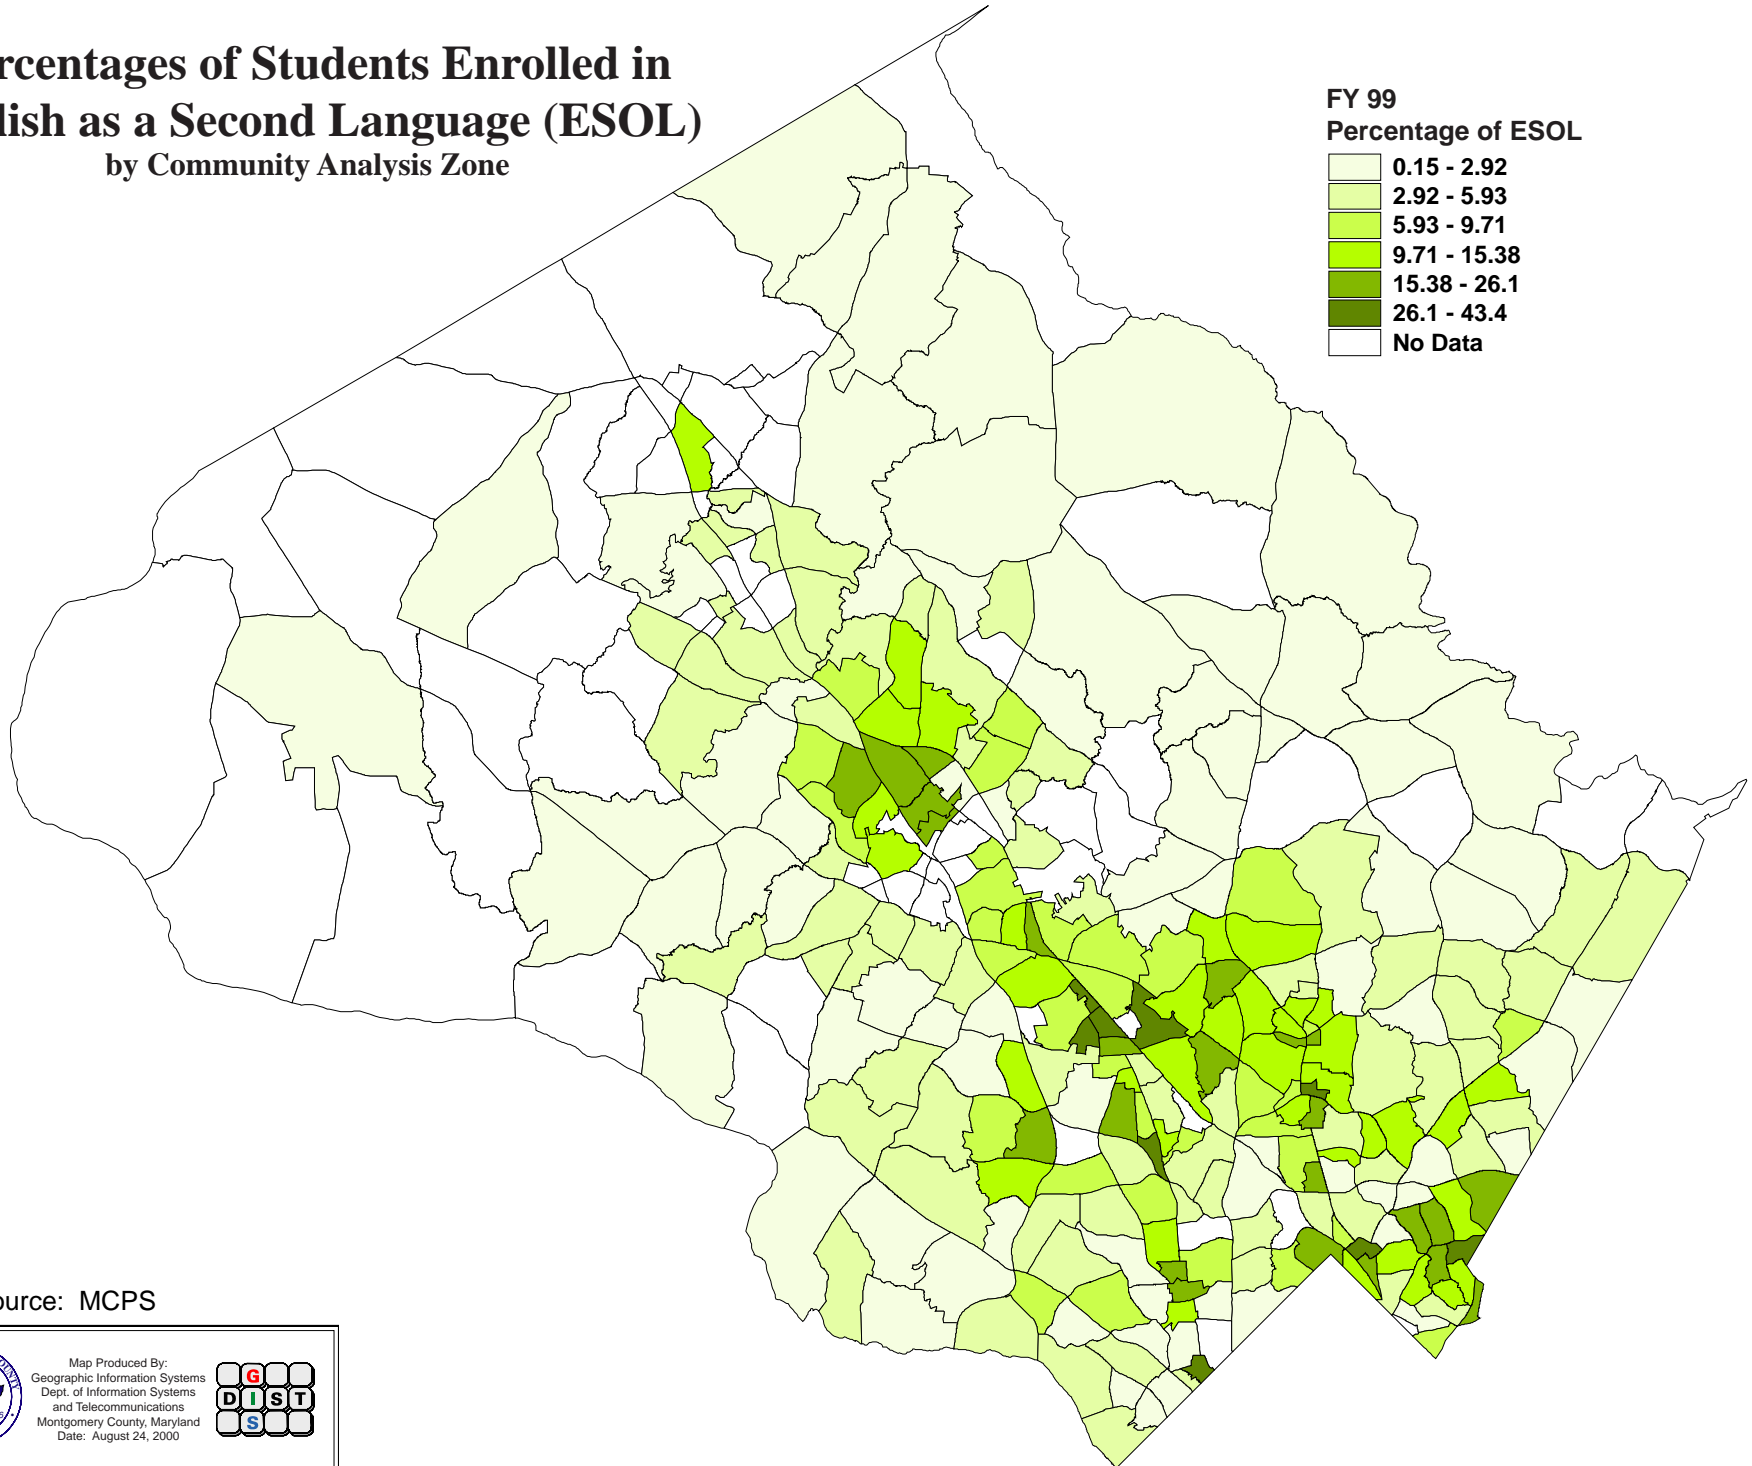 rcentages of Students Enrolled in
lish as a Second Language (ESOL)
by Community Analysis Zone
FY 99
Percentage of ESOL
0.15 - 2.92
2.92 - 5.93
5.93 - 9.71
9.71 - 15.38
15.38 - 26.1
26.1 - 43.4
No Data
ource: MCPS
Map Produced By:
Geographic Information Systems
Dept. of Information Systems
and Telecommunications
Montgomery County, Maryland
Date: August 24, 2000
G
D I S T
S